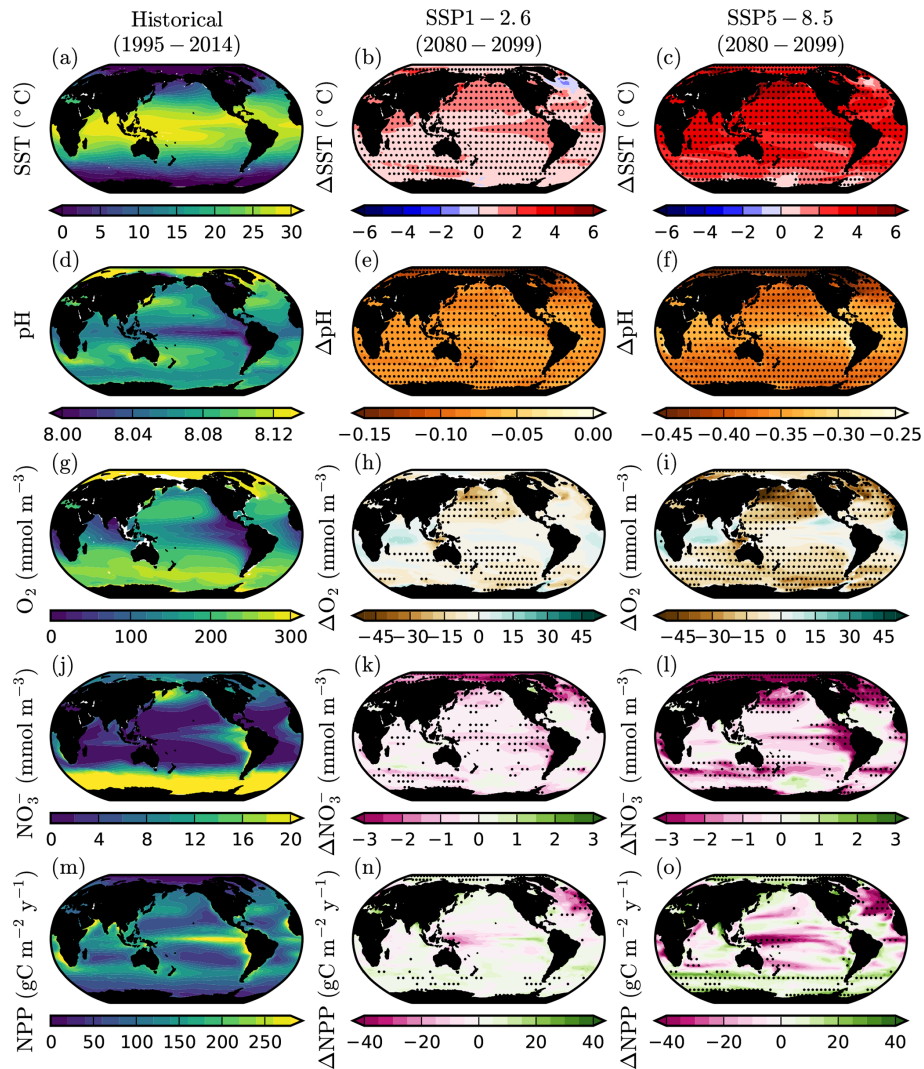 Historical
(1995 − 2014)
SSP1 − 2.6
(2080 − 2099)
SSP5 − 8.5
(2080 − 2099)
(a)
(b)
(c)
SST (°C)
ΔSST (°C)
ΔSST (°C)
0 5 10 15 20 25 30
−6 −4 −2 0 2 4 6
−6 −4 −2 0 2 4 6
(d)
(e)
(f)
pH
ΔpH
ΔpH
8.00 8.04 8.08 8.12
−0.15 −0.10 −0.05 0.00
−0.45 −0.40 −0.35 −0.30 −0.25
(g)
(h)
(i)
O₂ (mmol m⁻³)
ΔO₂ (mmol m⁻³)
ΔO₂ (mmol m⁻³)
0 100 200 300
−45 −30 −15 0 15 30 45
−45 −30 −15 0 15 30 45
(j)
(k)
(l)
NO₃⁻ (mmol m⁻³)
ΔNO₃⁻ (mmol m⁻³)
ΔNO₃⁻ (mmol m⁻³)
0 4 8 12 16 20
−3 −2 −1 0 1 2 3
−3 −2 −1 0 1 2 3
(m)
(n)
(o)
NPP (gC m⁻² y⁻¹)
ΔNPP (gC m⁻² y⁻¹)
ΔNPP (gC m⁻² y⁻¹)
0 50 100 150 200 250
−40 −20 0 20 40
−40 −20 0 20 40